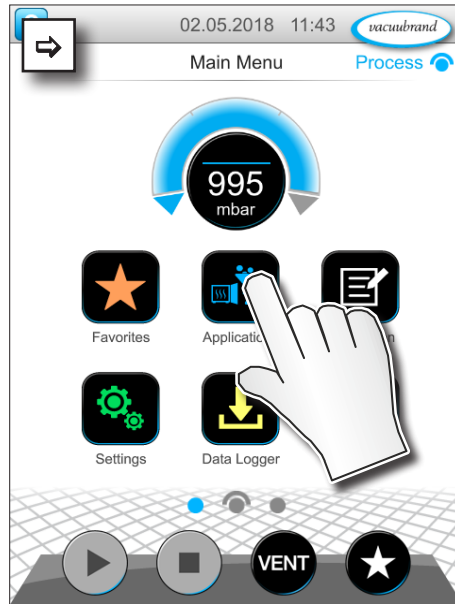 02.05.2018 11:43 vacuubrand
Main Menu Process
995
mbar
Favorites
Settings Data Logger
VENT